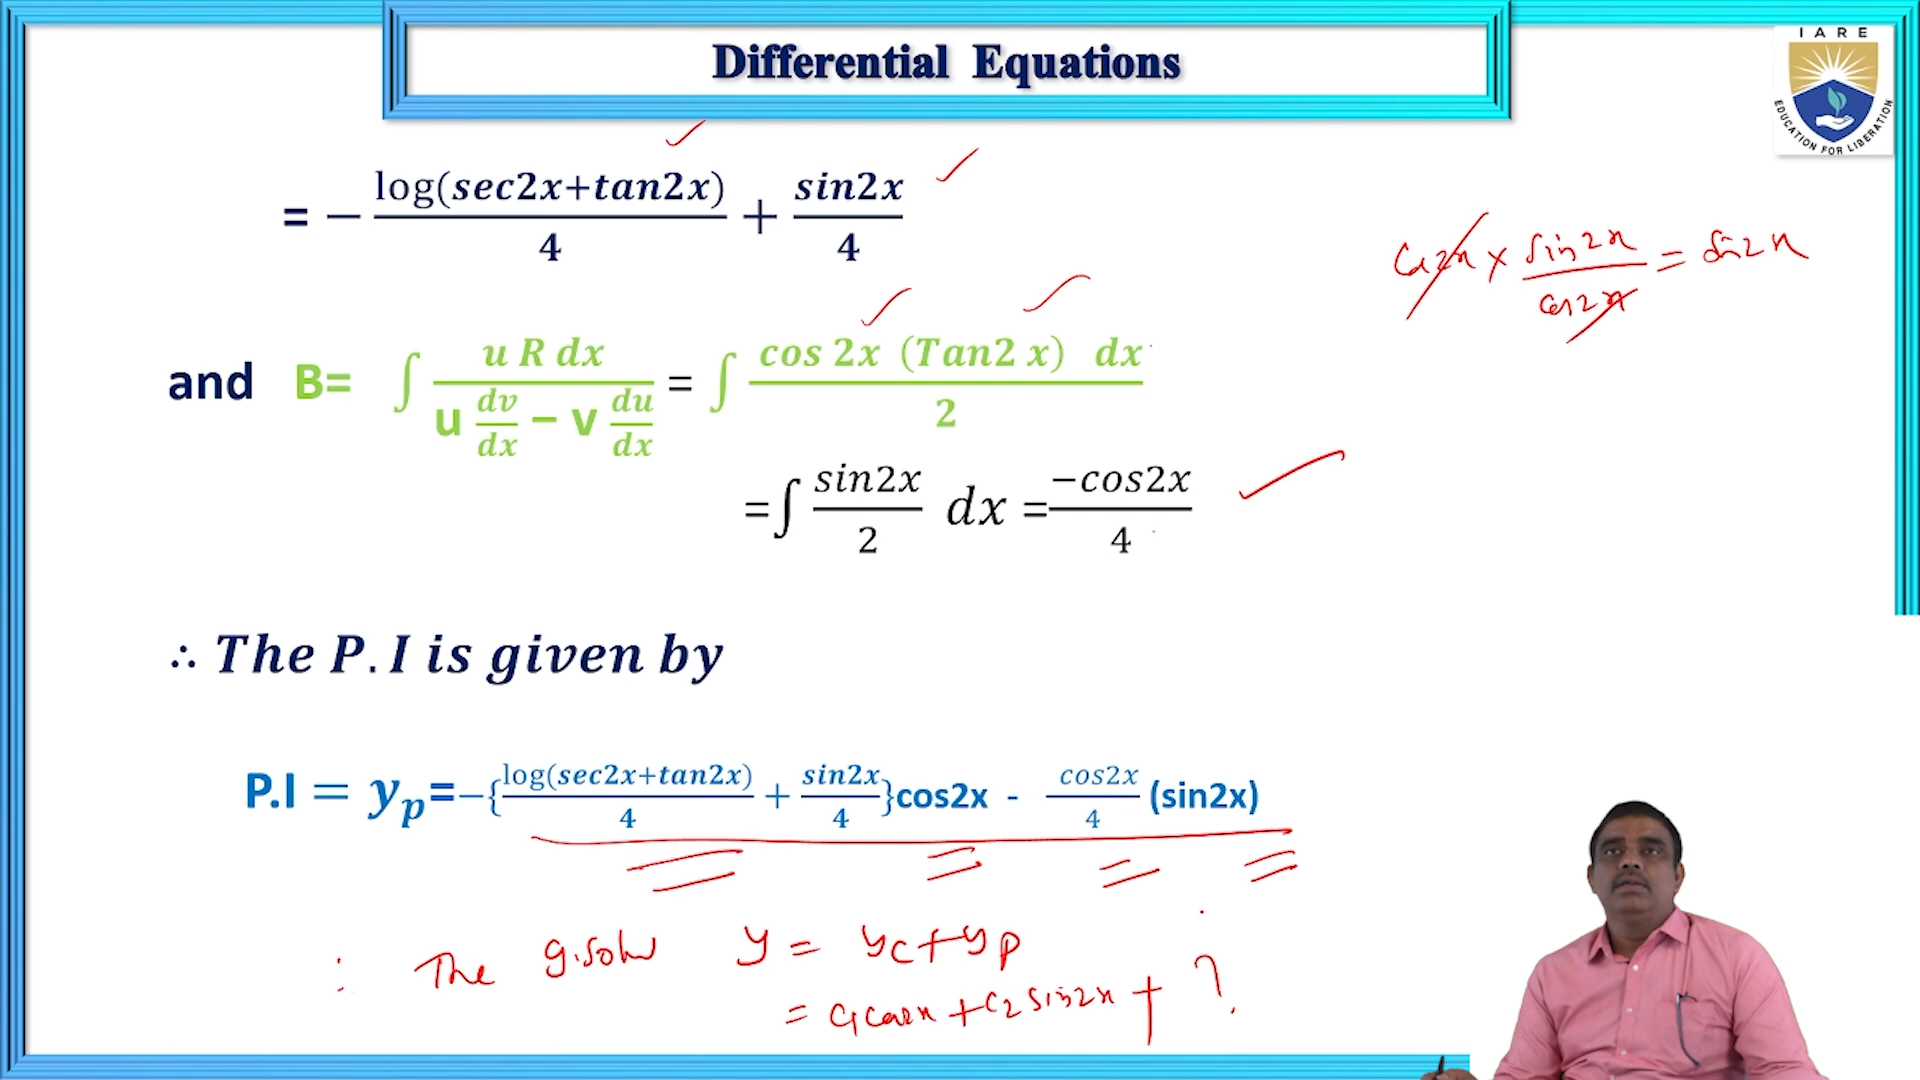 Differential Equations
I A R E
EDUCATION FOR LIBERATION
= − log(sec2x+tan2x)/4 + sin2x/4
cos2x × sin2x/cos2x = sin2x
and B= ∫ u R dx / (u dv/dx − v du/dx) = ∫ cos 2x (Tan2 x) dx / 2
=∫ sin2x/2 dx = −cos2x/4
∴ The P.I is given by
P.I = yₚ=−{log(sec2x+tan2x)/4 + sin2x/4}cos2x - cos2x/4 (sin2x)
∴ The g.soln y = yc+yp
= c₁cos2x + c₂ sin2x + ?